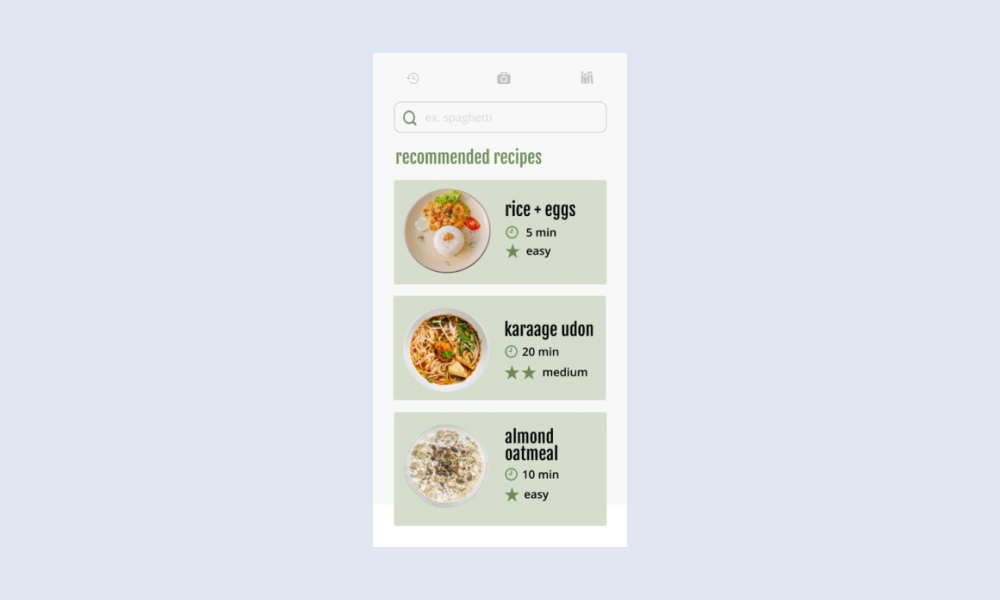 ex. spaghetti
recommended recipes
rice + eggs
5 min
easy
karaage udon
20 min
medium
almond
oatmeal
10 min
easy